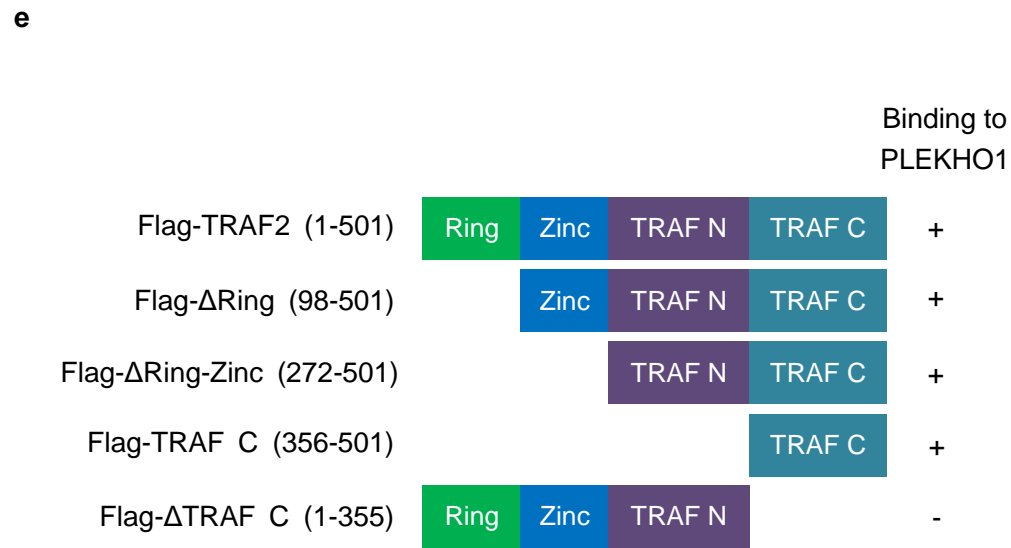 e
Binding to
PLEKHO1
Flag-TRAF2 (1-501) Ring Zinc TRAF N TRAF C +
Flag-ΔRing (98-501) Zinc TRAF N TRAF C +
Flag-ΔRing-Zinc (272-501) TRAF N TRAF C +
Flag-TRAF C (356-501) TRAF C +
Flag-ΔTRAF C (1-355) Ring Zinc TRAF N -